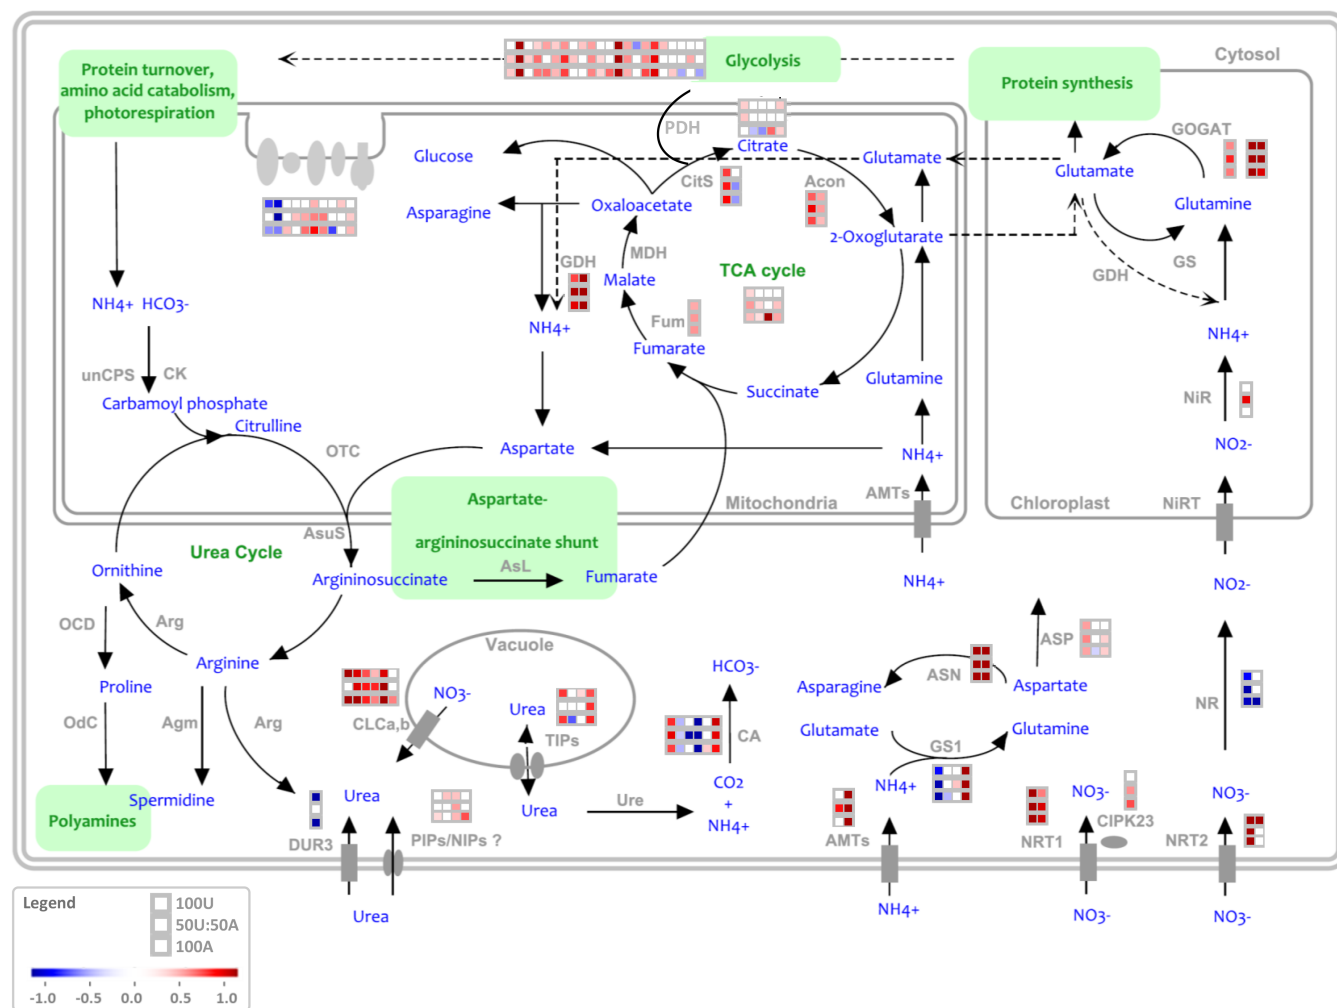 Cytosol
Protein turnover,
amino acid catabolism,
photorespiration
Glycolysis
Protein synthesis
PDH
GOGAT
Glucose
Citrate
Glutamate
Glutamate
CitS
Acon
Asparagine
Oxaloacetate
Glutamine
2-Oxoglutarate
GDH
MDH
TCA cycle
GS
GDH
Malate
NH4+ HCO3-
Fum
NH4+
NH4+
Fumarate
unCPS
CK
Succinate
Glutamine
NiR
Carbamoyl phosphate
Citrulline
OTC
Aspartate
NH4+
NO2-
Aspartate-
argininosuccinate shunt
Mitochondria
AMTs
Chloroplast
NiRT
AsuS
Urea Cycle
AsL
Ornithine
Argininosuccinate
Fumarate
NH4+
NO2-
OCD
Arg
Vacuole
ASP
Arginine
HCO3-
Proline
NO3-
Asparagine
ASN
Aspartate
OdC
Agm
Arg
CLCa,b
Urea
TIPs
CA
Glutamate
GS1
Glutamine
NR
Spermidine
Urea
Urea
Ure
CO2
+
NH4+
NH4+
NO3-
NO3-
Polyamines
DUR3
PIPs/NIPs ?
AMTs
NRT1
CIPK23
NRT2
Urea
NH4+
NO3-
NO3-
Legend
100U
50U:50A
100A
-1.0 -0.5 0.0 0.5 1.0